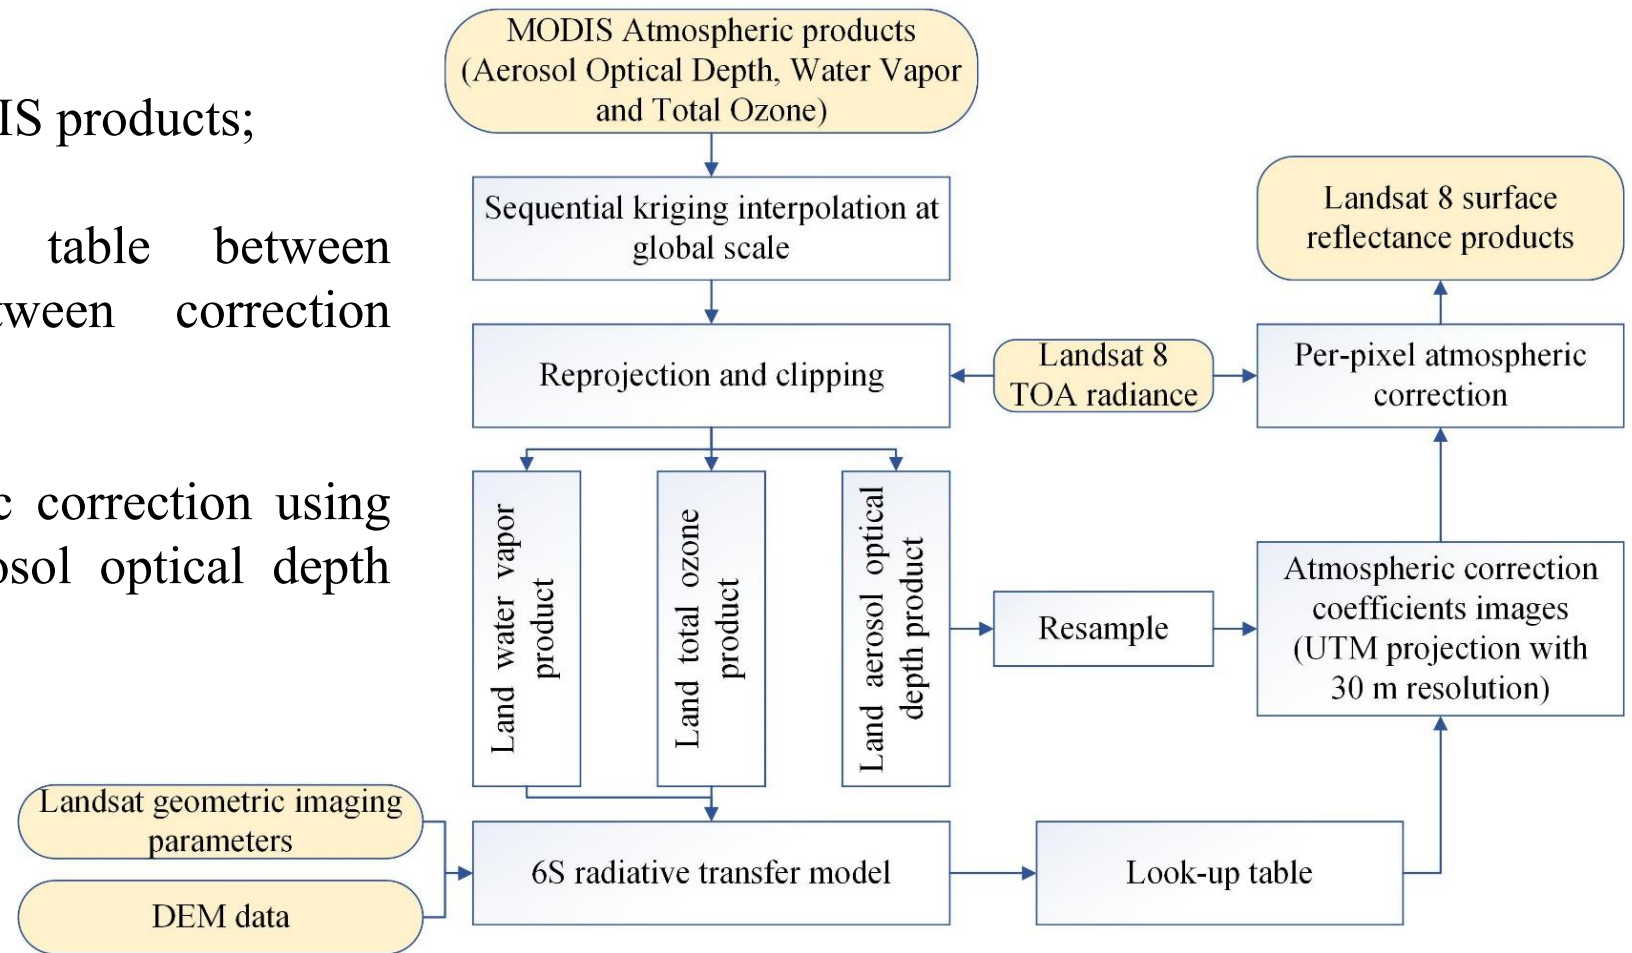 products;
table between
correction
correction using
optical depth
MODIS Atmospheric products
(Aerosol Optical Depth, Water Vapor
and Total Ozone)
Sequential kriging interpolation at
global scale
Landsat 8 surface
reflectance products
Reprojection and clipping
Landsat 8
TOA radiance
Per-pixel atmospheric
correction
Land water vapor
product
Land total ozone
product
Land aerosol optical
depth product
Resample
Atmospheric correction
coefficients images
(UTM projection with
30 m resolution)
Landsat geometric imaging
parameters
DEM data
6S radiative transfer model
Look-up table